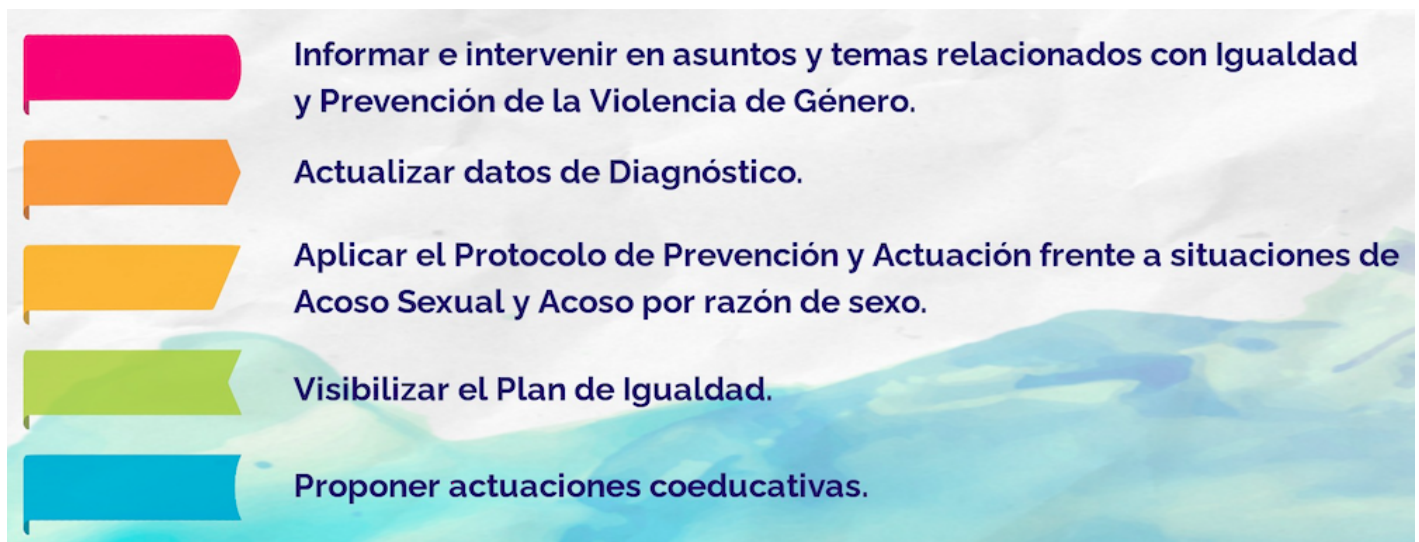 Informar e intervenir en asuntos y temas relacionados con Igualdad
y Prevención de la Violencia de Género.
Actualizar datos de Diagnóstico.
Aplicar el Protocolo de Prevención y Actuación frente a situaciones de
Acoso Sexual y Acoso por razón de sexo.
Visibilizar el Plan de Igualdad.
Proponer actuaciones coeducativas.